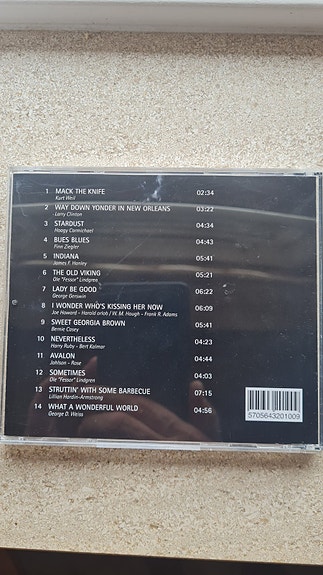 1 MACK THE KNIFE 02:34
Kurt Weil
2 WAY DOWN YONDER IN NEW ORLEANS 03:22
Larry Clinton
3 STARDUST 04:34
Hoagy Carmichael
4 BUES BLUES 04:43
Finn Ziegler
5 INDIANA 05:41
James F. Hanley
6 THE OLD VIKING 05:21
Ole "Fessor" Lindgren
7 LADY BE GOOD 06:22
George Gerswin
8 I WONDER WHO'S KISSING HER NOW 06:09
Joe Howard - Harold orlob / W. M. Hough - Frank R. Adams
9 SWEET GEORGIA BROWN 05:41
Bernie Casey
10 NEVERTHELESS 04:23
Harry Ruby - Bert Kalmar
11 AVALON 04:44
Johlson - Rose
12 SOMETIMES 04:03
Ole "Fessor" Lindgren
13 STRUTTIN' WITH SOME BARBECUE 07:15
Lillian Hardin-Armstrong
14 WHAT A WONDERFUL WORLD 04:56
George D. Weiss
5705643201009